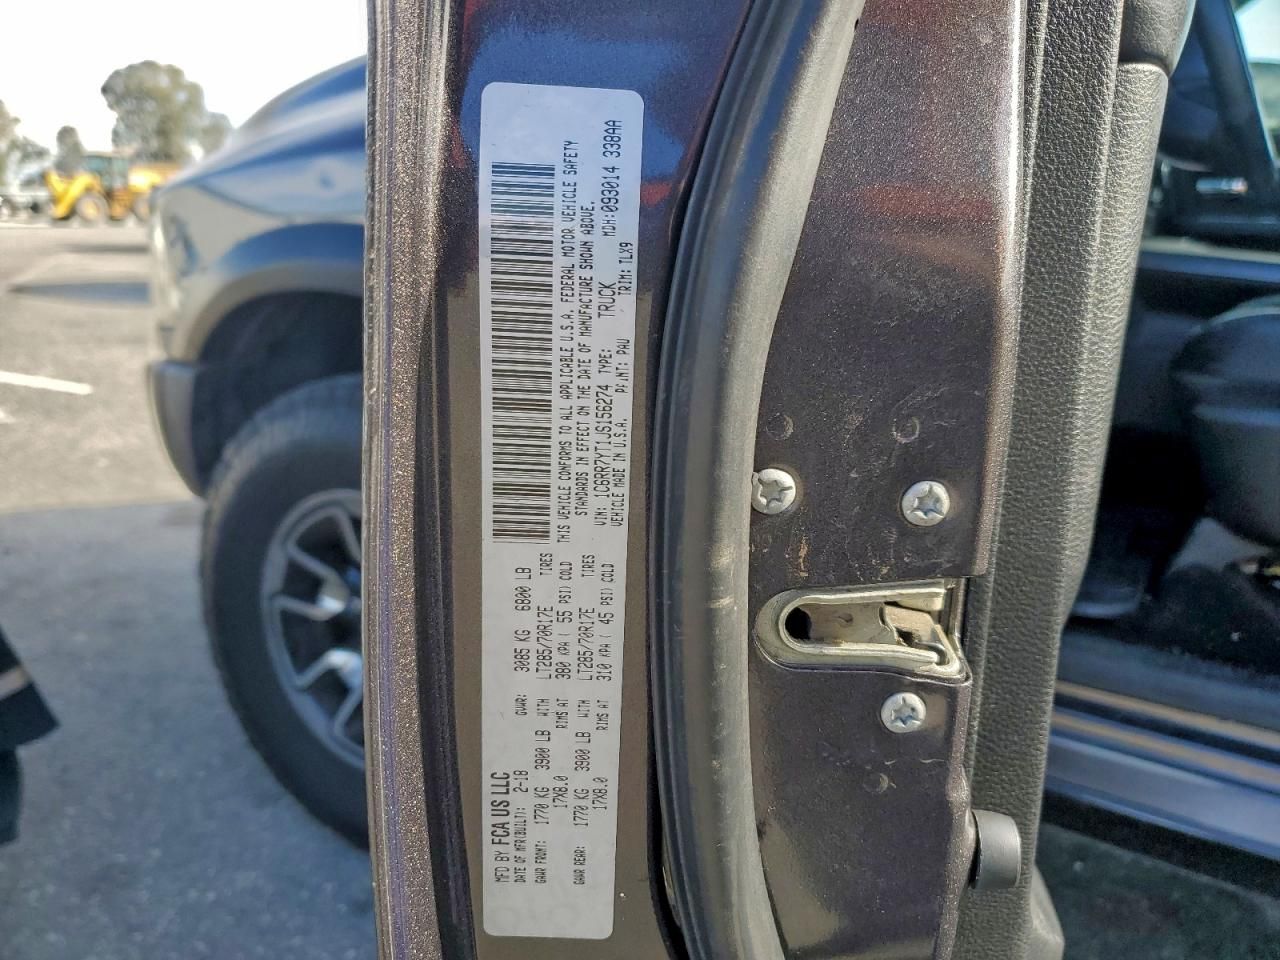 MFD BY FCA US LLC
DATE OF MFR(BUILT): 2-18 GVWR: 3085 KG 6800 LB
GAWR FRONT: 1770 KG 3900 LB WITH LT285/70R17E TIRES
17X8.0 RIMS AT 380 KPA( 55 PSI) COLD
GAWR REAR: 1770 KG 3900 LB WITH LT285/70R17E TIRES
17X8.0 RIMS AT 310 KPA( 45 PSI) COLD
THIS VEHICLE CONFORMS TO ALL APPLICABLE U.S.A. FEDERAL MOTOR VEHICLE SAFETY
STANDARDS IN EFFECT ON THE DATE OF MANUFACTURE SHOWN ABOVE.
VIN: 1C6RR7YT1JS156274 TYPE: TRUCK MDH:093014 338AA
VEHICLE MADE IN U.S.A. PAINT: PAU TRIM: TLX9